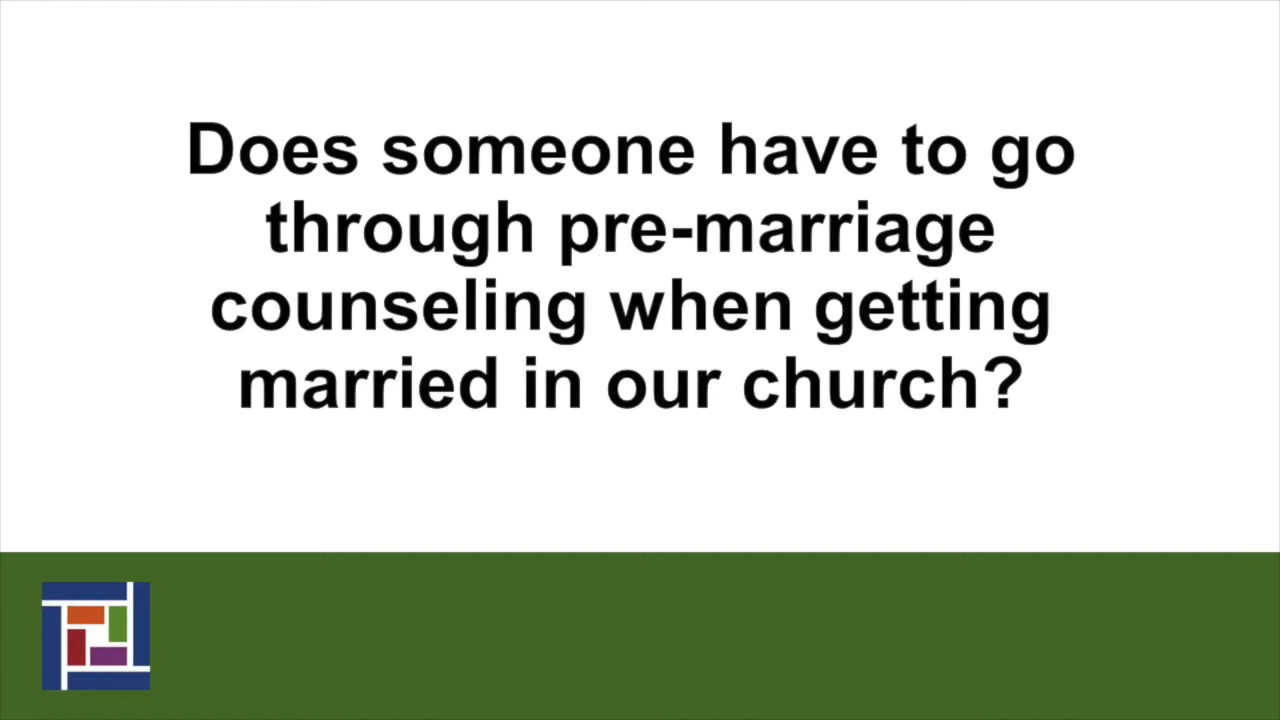 Does someone have to go
through pre-marriage
counseling when getting
married in our church?